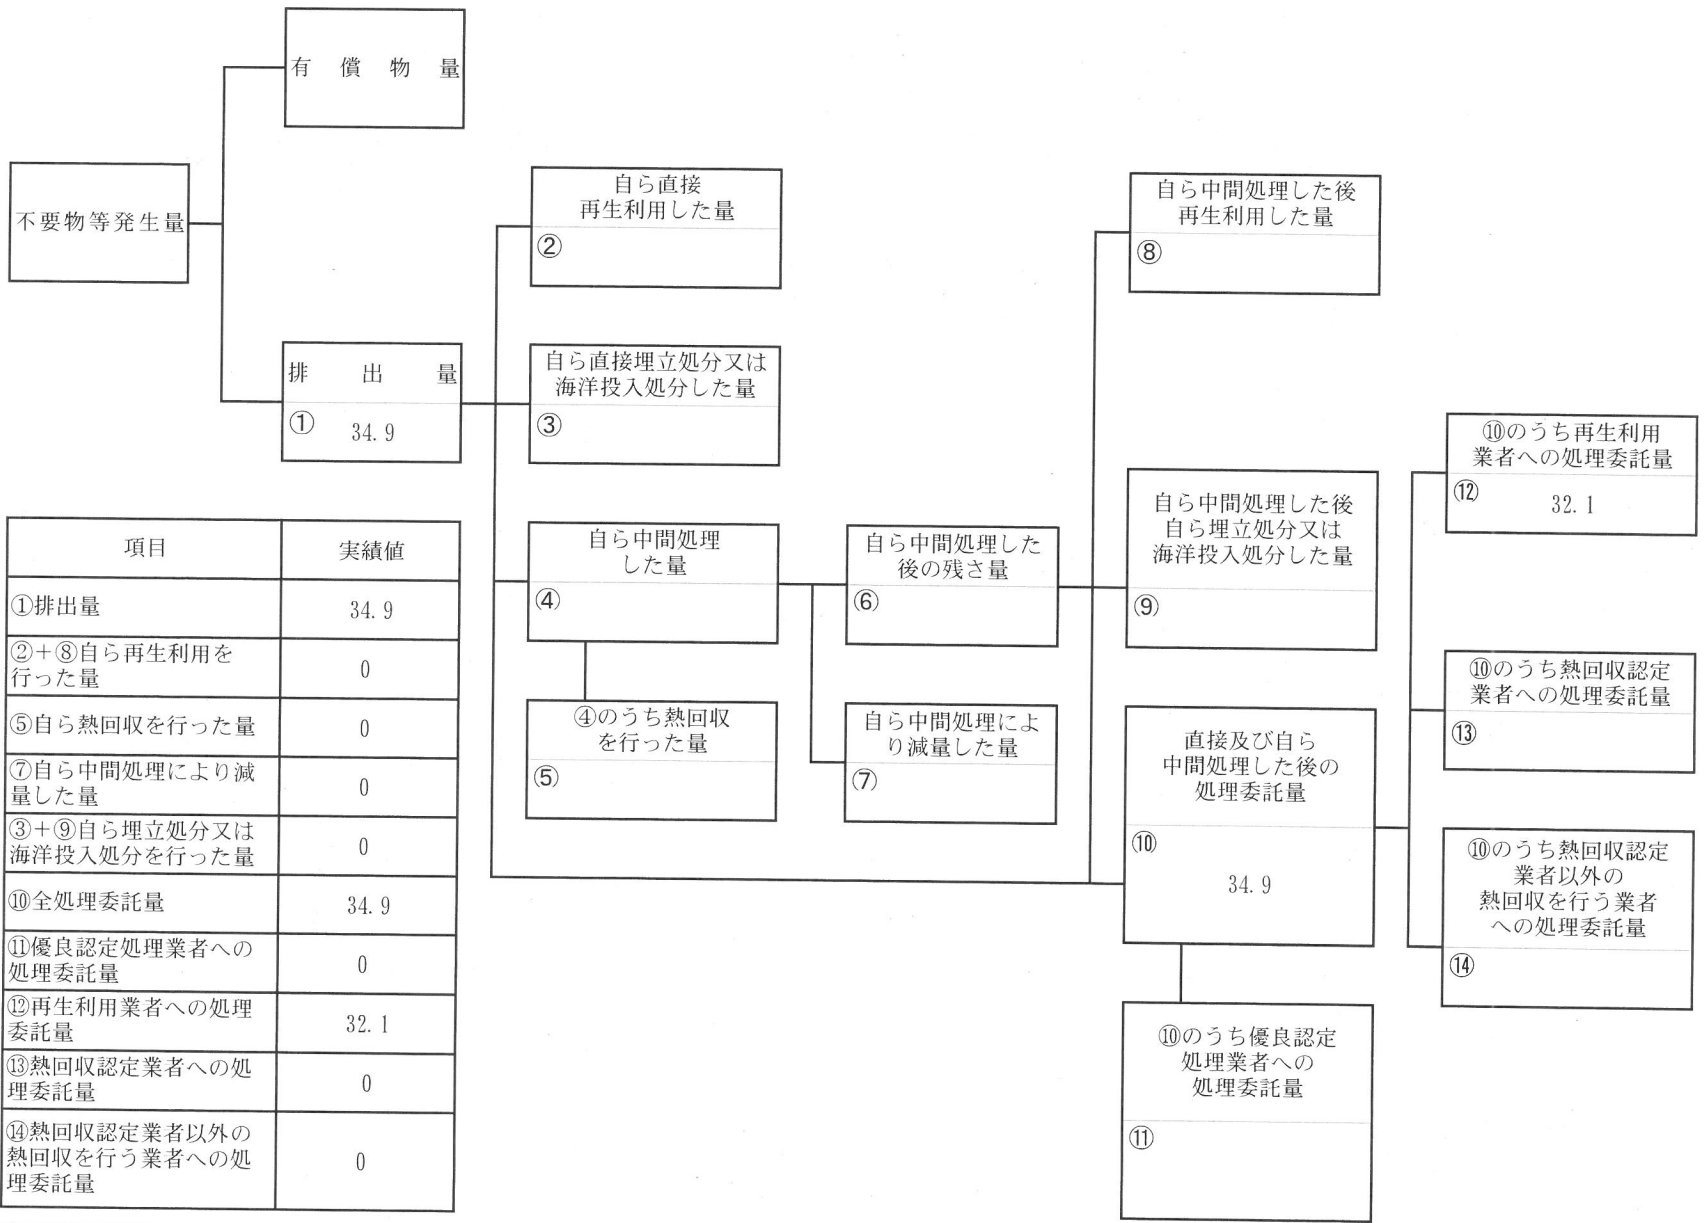 有償物量
不要物等発生量
排出量
① 34.9
自ら直接
再生利用した量
②
自ら直接埋立処分又は
海洋投入処分した量
③
自ら中間処理
した量
④
④のうち熱回収
を行った量
⑤
自ら中間処理した
後の残さ量
⑥
自ら中間処理によ
り減量した量
⑦
自ら中間処理した後
再生利用した量
⑧
自ら中間処理した後
自ら埋立処分又は
海洋投入処分した量
⑨
直接及び自ら
中間処理した後の
処理委託量
⑩
34.9
⑩のうち優良認定
処理業者への
処理委託量
⑪
⑩のうち再生利用
業者への処理委託量
⑫ 32.1
⑩のうち熱回収認定
業者への処理委託量
⑬
⑩のうち熱回収認定
業者以外の
熱回収を行う業者
への処理委託量
⑭
項目 実績値
①排出量 34.9
②+⑧自ら再生利用を
行った量 0
⑤自ら熱回収を行った量 0
⑦自ら中間処理により減
量した量 0
③+⑨自ら埋立処分又は
海洋投入処分を行った量 0
⑩全処理委託量 34.9
⑪優良認定処理業者への
処理委託量 0
⑫再生利用業者への処理
委託量 32.1
⑬熱回収認定業者への処
理委託量 0
⑭熱回収認定業者以外の
熱回収を行う業者への処
理委託量 0